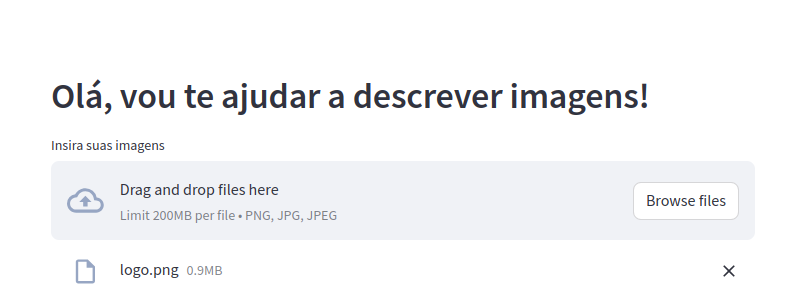 Olá, vou te ajudar a descrever imagens!
Insira suas imagens
Drag and drop files here
Limit 200MB per file • PNG, JPG, JPEG
Browse files
logo.png 0.9MB